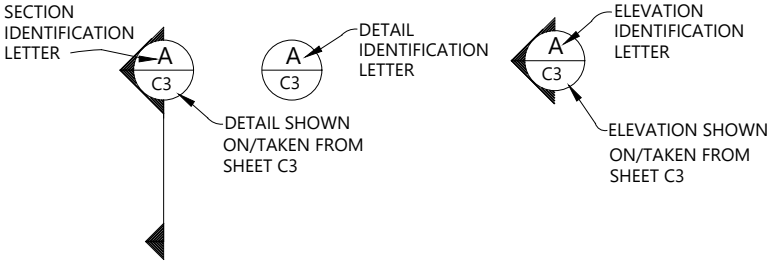 SECTION
IDENTIFICATION
LETTER
A
C3
DETAIL SHOWN
ON/TAKEN FROM
SHEET C3
A
C3
DETAIL
IDENTIFICATION
LETTER
A
C3
ELEVATION
IDENTIFICATION
LETTER
ELEVATION SHOWN
ON/TAKEN FROM
SHEET C3